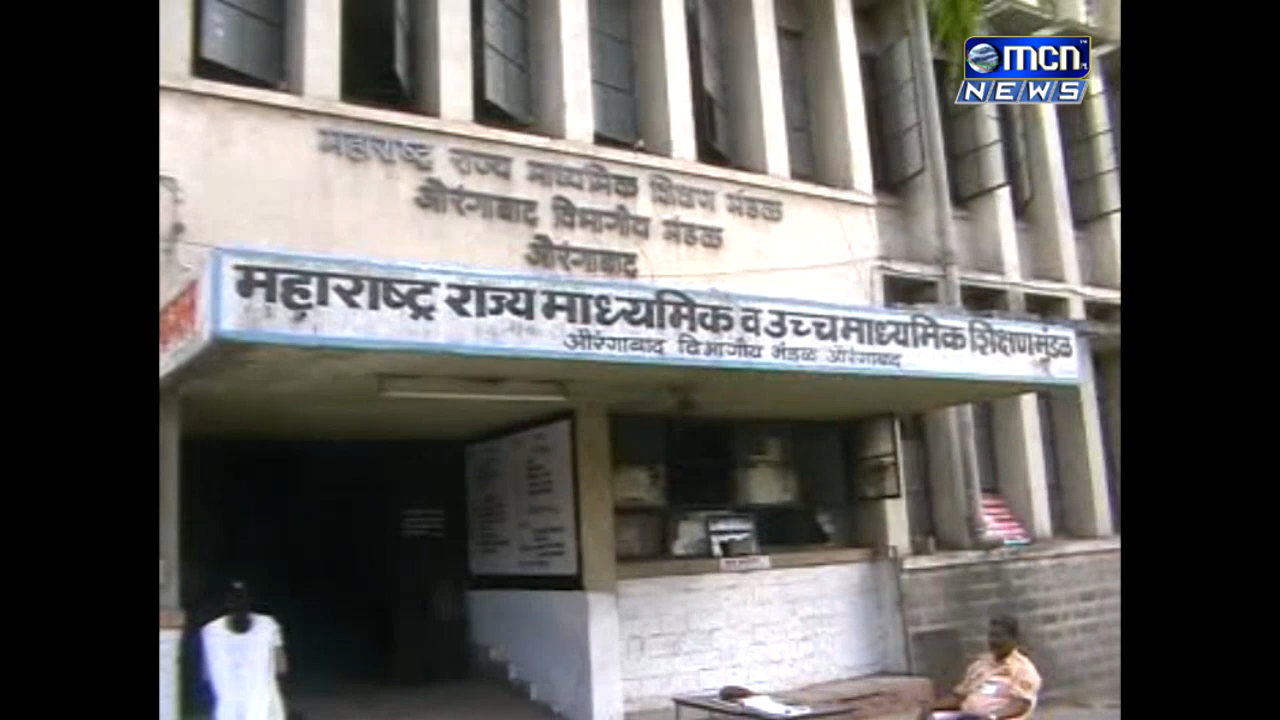 mcn
NEWS
महाराष्ट्र राज्य माध्यमिक शिक्षण मंडळ
औरंगाबाद विभागीय मंडळ
औरंगाबाद
महाराष्ट्र राज्य माध्यमिक व उच्च माध्यमिक शिक्षण मंडळ
औरंगाबाद विभागीय मंडळ औरंगाबाद